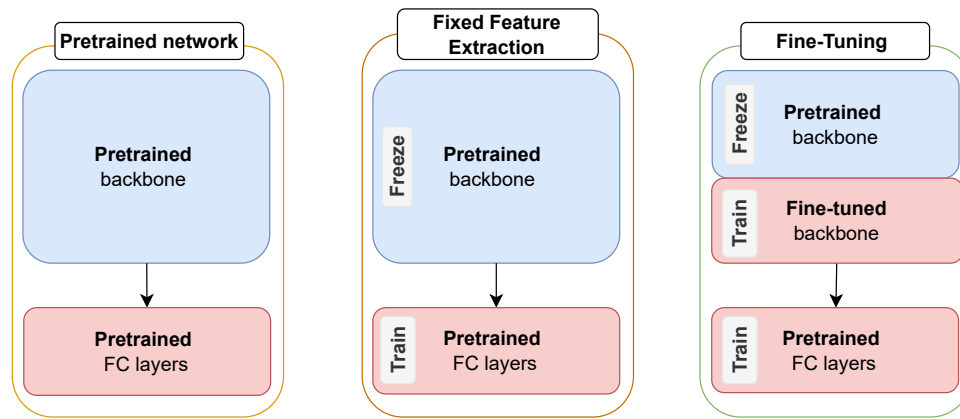 Pretrained network
Pretrained
backbone
Pretrained
FC layers
Fixed Feature
Extraction
Freeze
Pretrained
backbone
Train
Pretrained
FC layers
Fine-Tuning
Freeze
Pretrained
backbone
Train
Fine-tuned
backbone
Train
Pretrained
FC layers